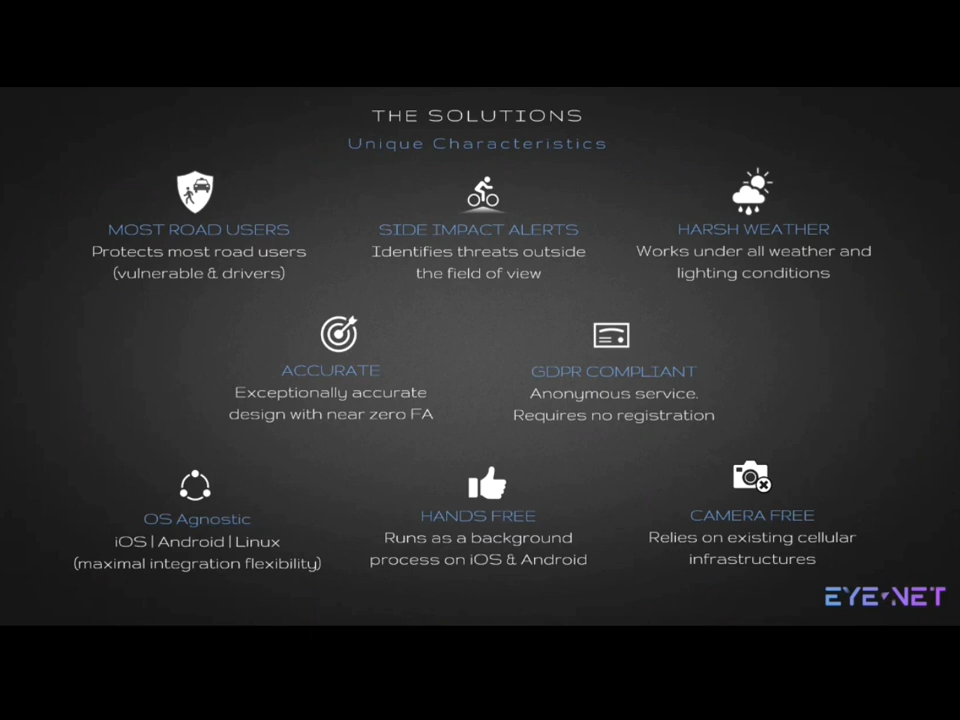 THE SOLUTIONS
Unique Characteristics
MOST ROAD USERS
Protects most road users
(vulnerable & drivers)
SIDE IMPACT ALERTS
Identifies threats outside
the field of view
HARSH WEATHER
Works under all weather and
lighting conditions
ACCURATE
Exceptionally accurate
design with near zero FA
GDPR COMPLIANT
Anonymous service.
Requires no registration
OS Agnostic
iOS | Android | Linux
(maximal integration flexibility)
HANDS FREE
Runs as a background
process on iOS & Android
CAMERA FREE
Relies on existing cellular
infrastructures
EYE-NET